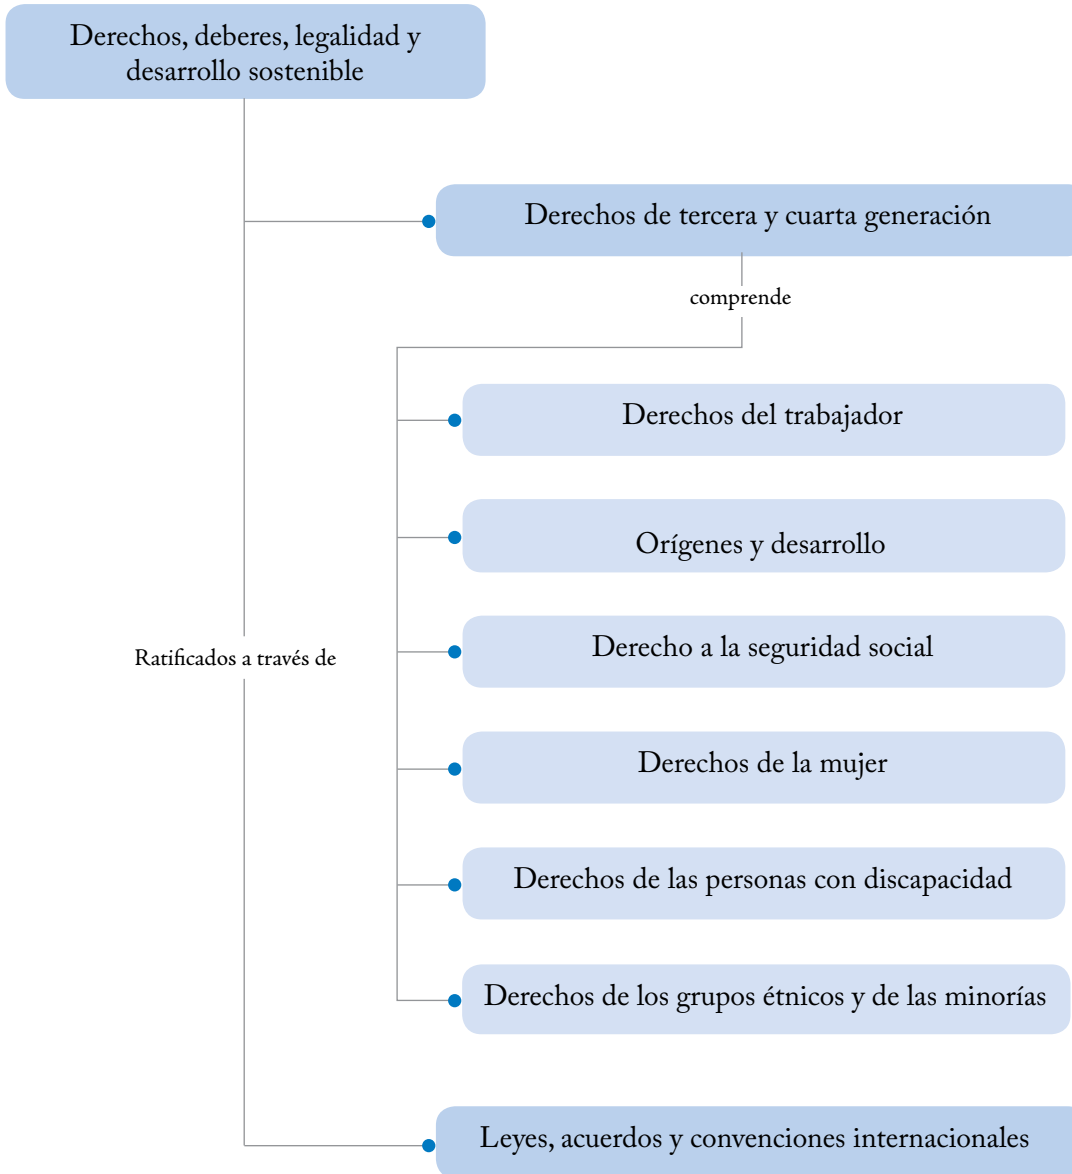 Derechos, deberes, legalidad y
desarrollo sostenible
Derechos de tercera y cuarta generación
comprende
Derechos del trabajador
Orígenes y desarrollo
Derecho a la seguridad social
Ratificados a través de
Derechos de la mujer
Derechos de las personas con discapacidad
Derechos de los grupos étnicos y de las minorías
Leyes, acuerdos y convenciones internacionales